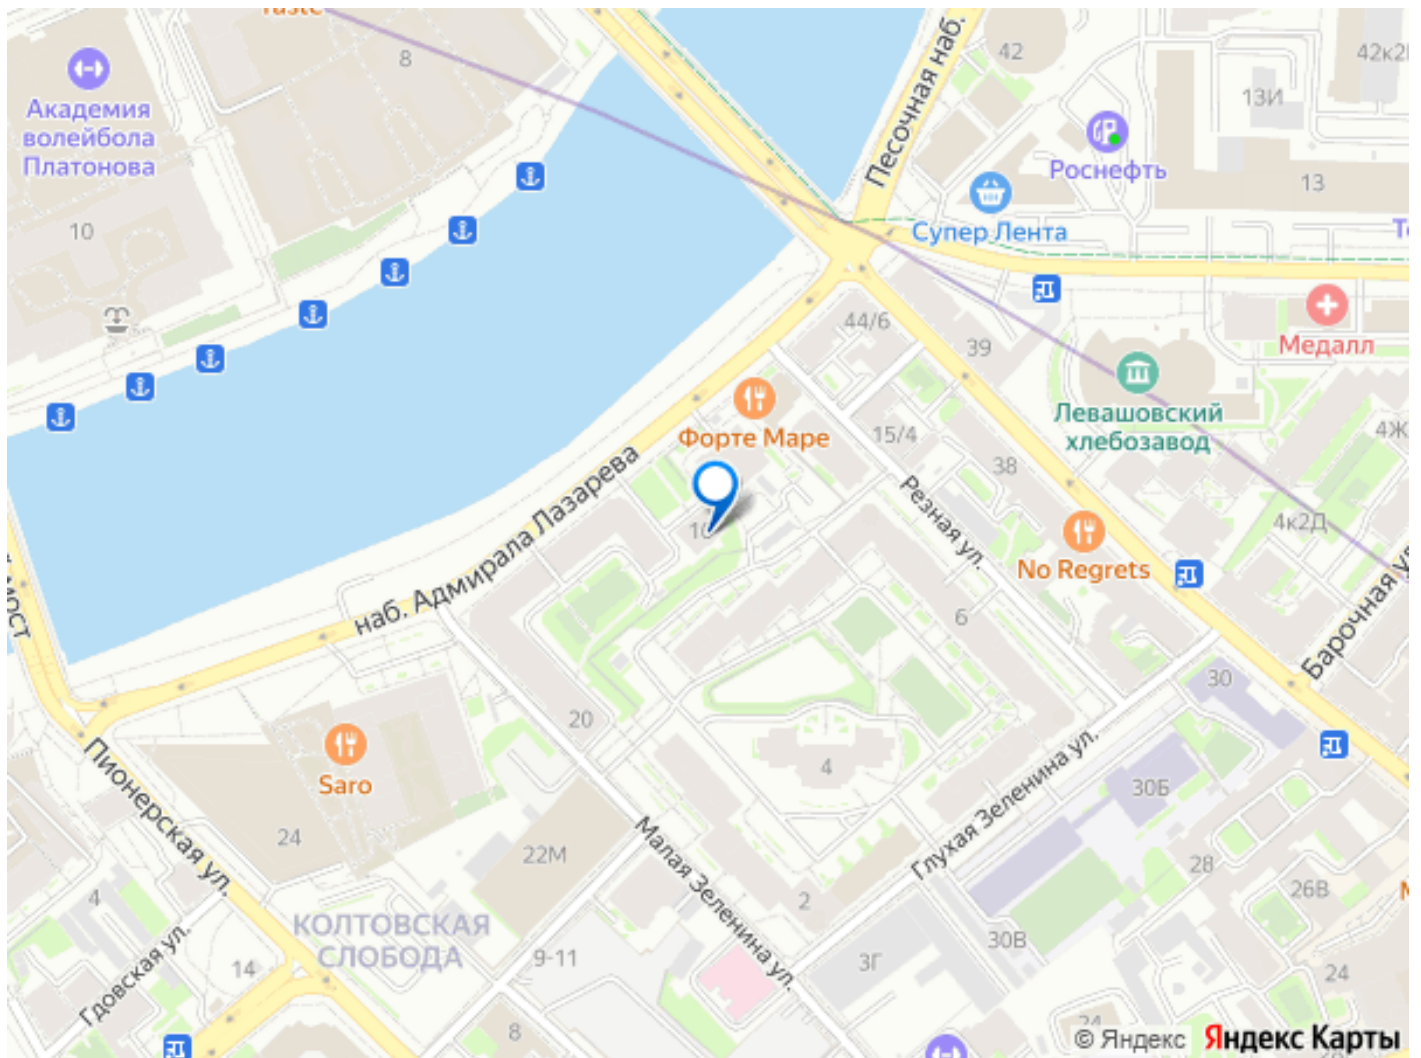 Taste
8
42
42к2
Академия
волейбола
Платонова
Песочная наб.
13И
Роснефть
13
10
Супер Лента
44/6
39
Медалл
Форте Маре
15/4
Левашовский
хлебозавод
4Ж
38
Резная ул.
наб. Адмирала Лазарева
4к2Д
No Regrets
мост
6
Барочная ул.
30
20
Saro
4
30Б
Пионерская ул.
24
22М
Малая Зеленина ул.
Глухая Зеленина ул.
28
26В
4
2
КОЛТОВСКАЯ
СЛОБОДА
9-11
30В
3Г
Гдовская ул.
14
24
8
24
© Яндекс Яндекс Карты